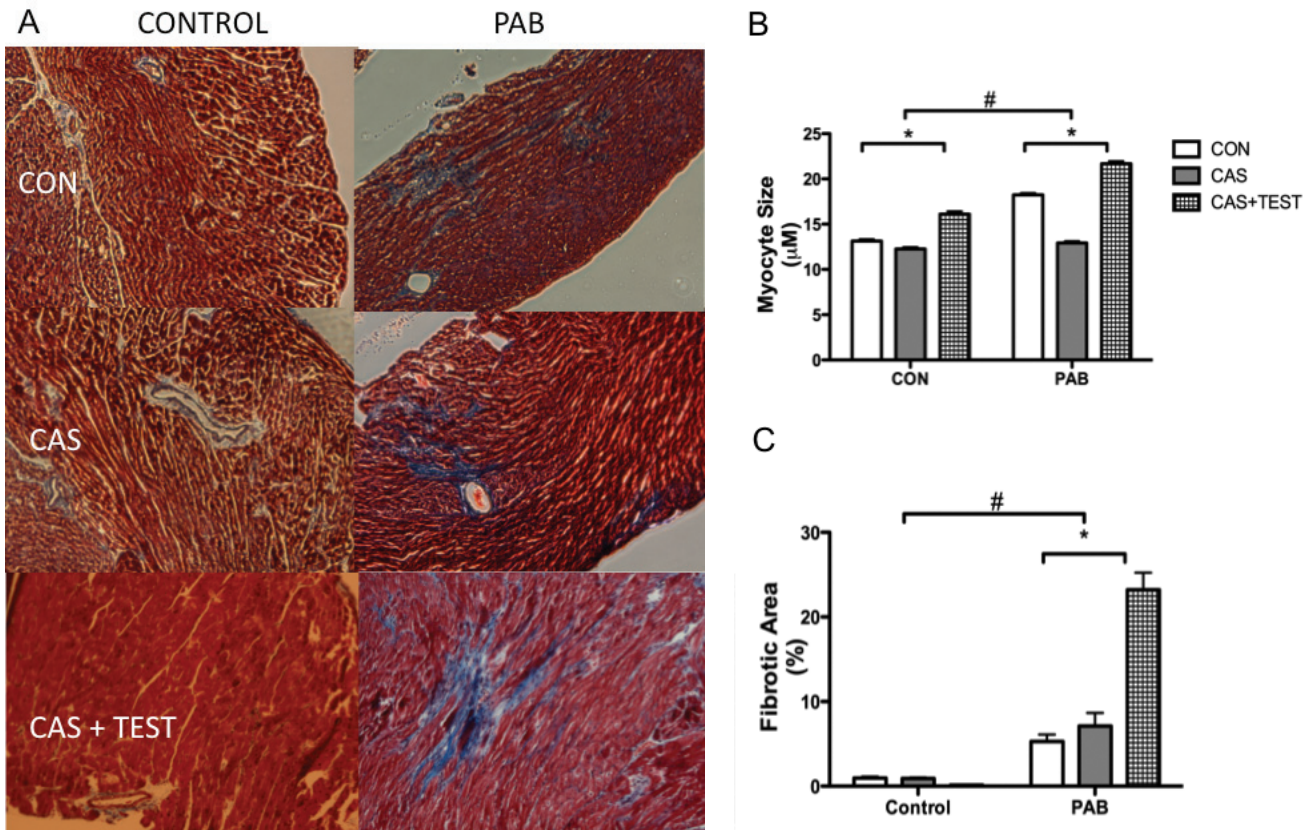 A
CONTROL
PAB
CON
CAS
CAS + TEST
B
#
*
*
25
20
15
10
5
0
Myocyte Size
(μM)
CON
PAB
CON
CAS
CAS+TEST
C
#
*
30
20
10
0
Fibrotic Area
(%)
Control
PAB